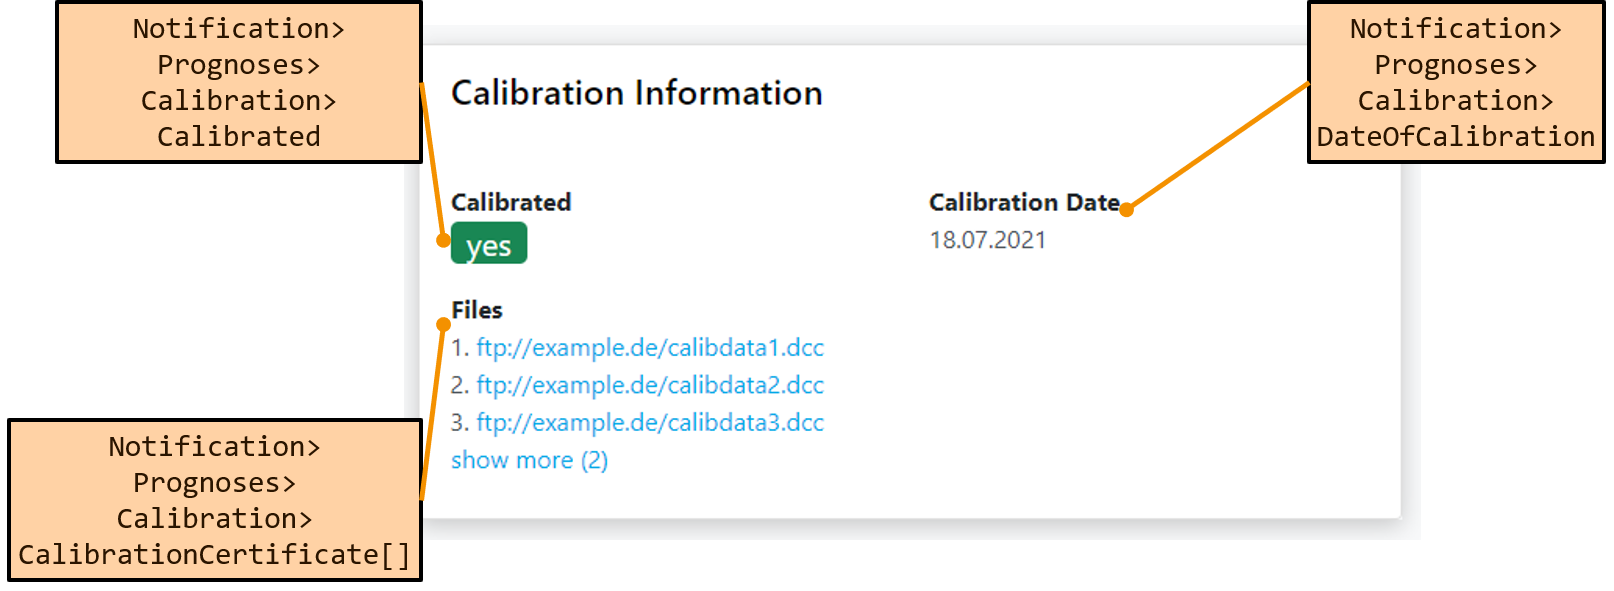 Notification>
Prognoses>
Calibration>
Calibrated
Notification>
Prognoses>
Calibration>
DateOfCalibration
Calibration Information
Calibrated
yes
Calibration Date
18.07.2021
Files
1. ftp://example.de/calibdata1.dcc
2. ftp://example.de/calibdata2.dcc
3. ftp://example.de/calibdata3.dcc
show more (2)
Notification>
Prognoses>
Calibration>
CalibrationCertificate[]